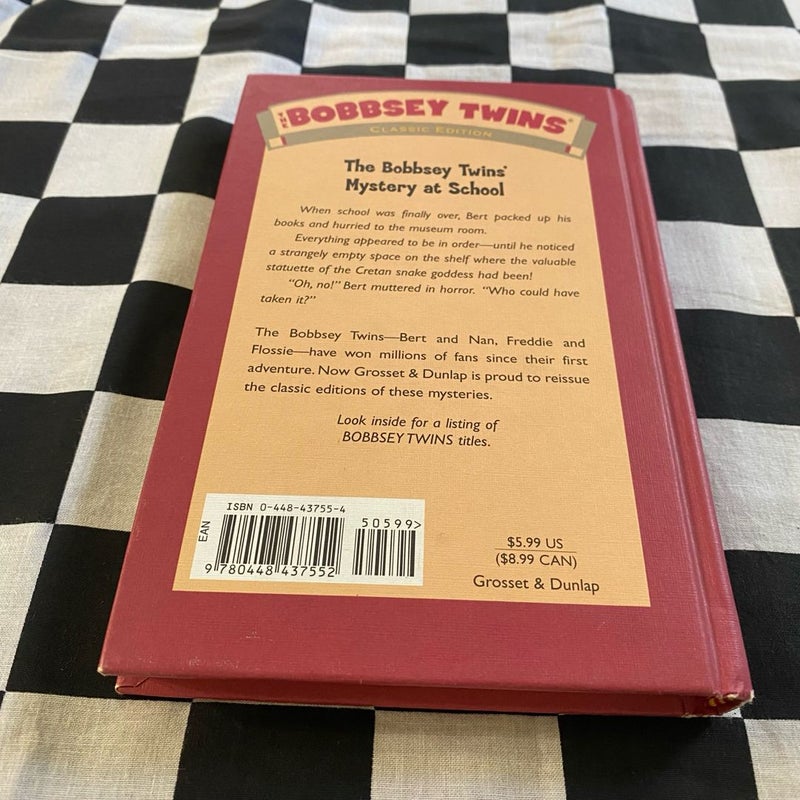 THE BOBBSEY TWINS®
CLASSIC EDITION
The Bobbsey Twins'
Mystery at School
When school was finally over, Bert packed up his
books and hurried to the museum room.
Everything appeared to be in order—until he noticed
a strangely empty space on the shelf where the valuable
statuette of the Cretan snake goddess had been!
"Oh, no!" Bert muttered in horror. "Who could have
taken it?"
The Bobbsey Twins—Bert and Nan, Freddie and
Flossie—have won millions of fans since their first
adventure. Now Grosset & Dunlap is proud to reissue
the classic editions of these mysteries.
Look inside for a listing of
BOBBSEY TWINS titles.
ISBN 0-448-43755-4
50599>
EAN
9 780448 437552
$5.99 US
($8.99 CAN)
Grosset & Dunlap